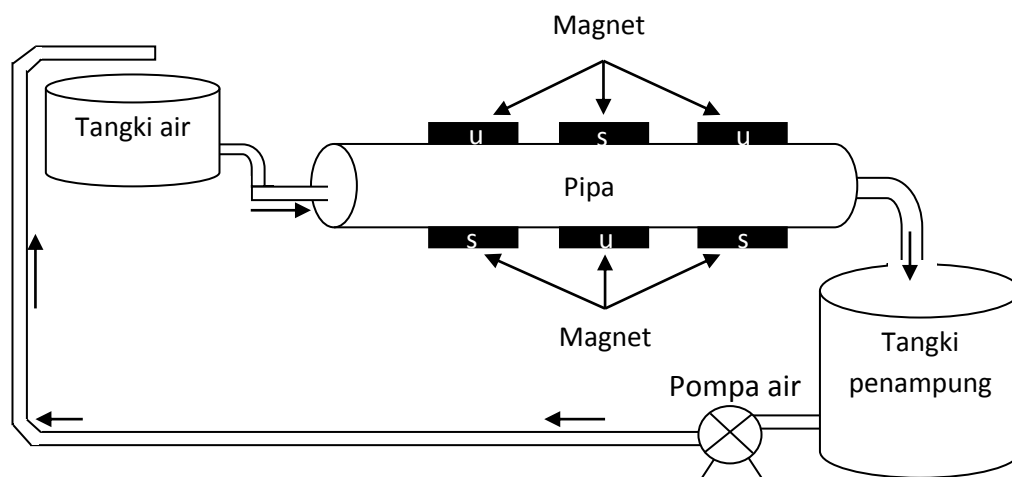 Magnet
Tangki air
u s u
Pipa
s u s
Magnet
Tangki
penampung
Pompa air